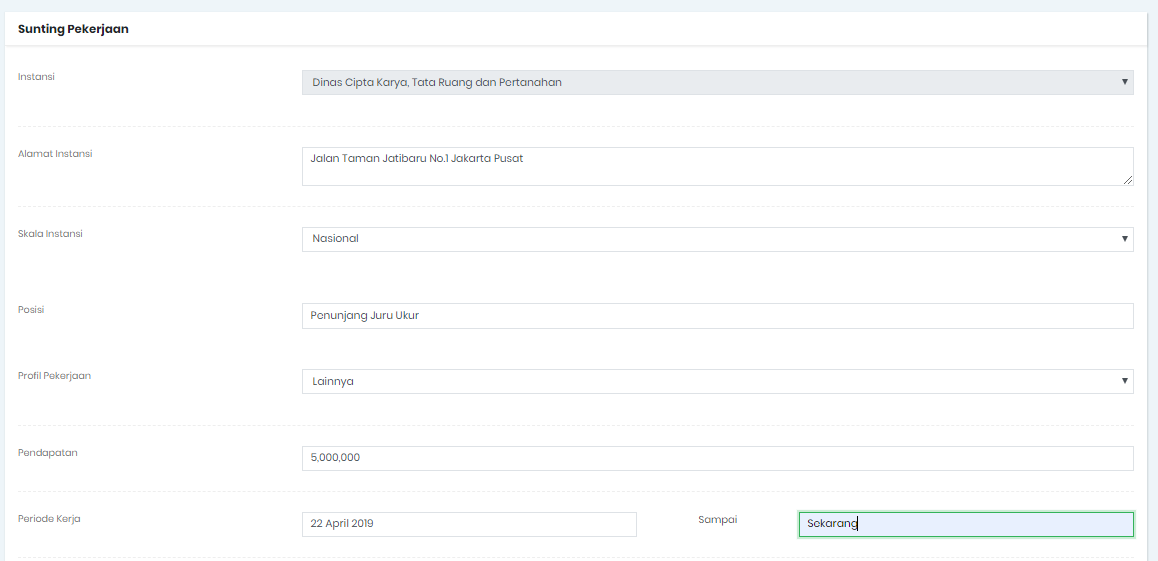 Sunting Pekerjaan
Instansi
Dinas Cipta Karya, Tata Ruang dan Pertanahan
Alamat Instansi
Jalan Taman Jatibaru No.1 Jakarta Pusat
Skala Instansi
Nasional
Posisi
Penunjang Juru Ukur
Profil Pekerjaan
Lainnya
Pendapatan
5,000,000
Periode Kerja
22 April 2019
Sampai
Sekarang